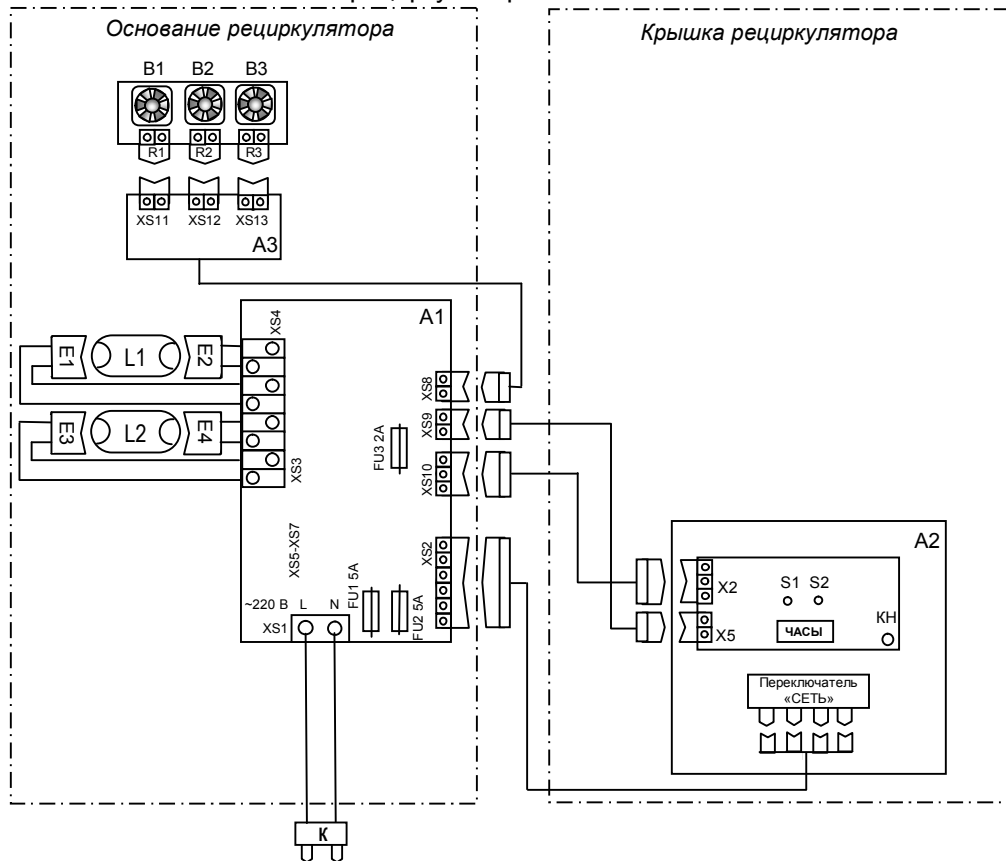 Основание рециркулятора
Крышка рециркулятора
B1 B2 B3
R1 R2 R3
XS11 XS12 XS13
A3
A1
XS4
E1 L1 E2
E3 L2 E4
XS3
XS8
XS9
XS10
FU3 2A
XS2
XS5-XS7
FU1 5A
FU2 5A
~220 В L N
XS1
К
A2
X2
S1 S2
X5
ЧАСЫ
КН
Переключатель
«СЕТЬ»